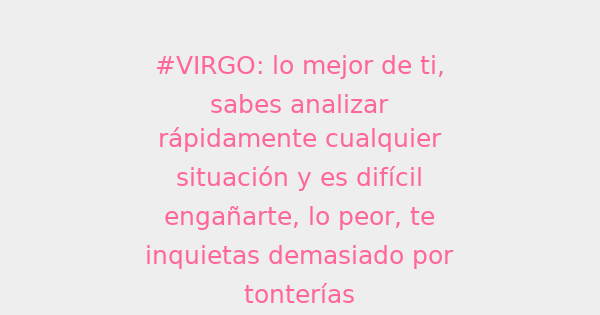 #VIRGO: lo mejor de ti,
sabes analizar
rápidamente cualquier
situación y es difícil
engañarte, lo peor, te
inquietas demasiado por
tonterías